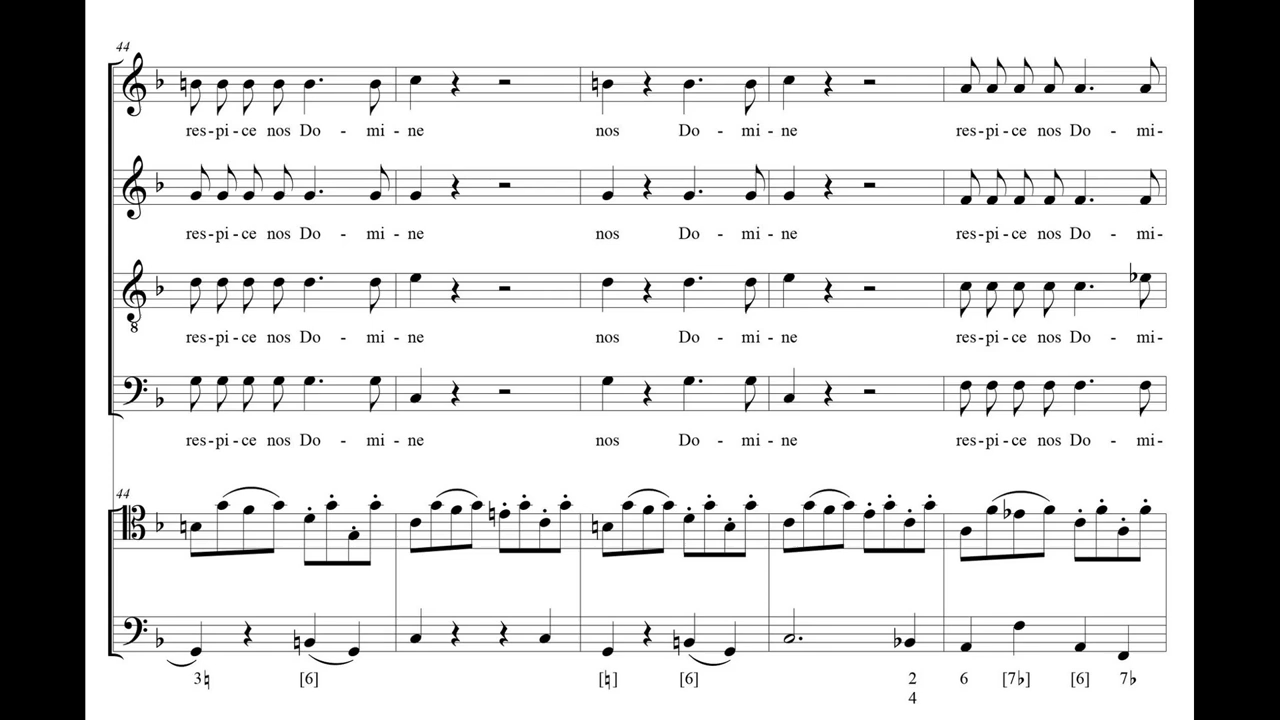 44
res-pi-ce nos Do - mi - ne nos Do - mi - ne res-pi-ce nos Do - mi-
res-pi-ce nos Do - mi - ne nos Do - mi - ne res-pi-ce nos Do - mi-
8
res-pi-ce nos Do - mi - ne nos Do - mi - ne res-pi-ce nos Do - mi-
res-pi-ce nos Do - mi - ne nos Do - mi - ne res-pi-ce nos Do - mi-
44
3♮ [6] [♮] [6] 2 6 [7♭] [6] 7♭
4